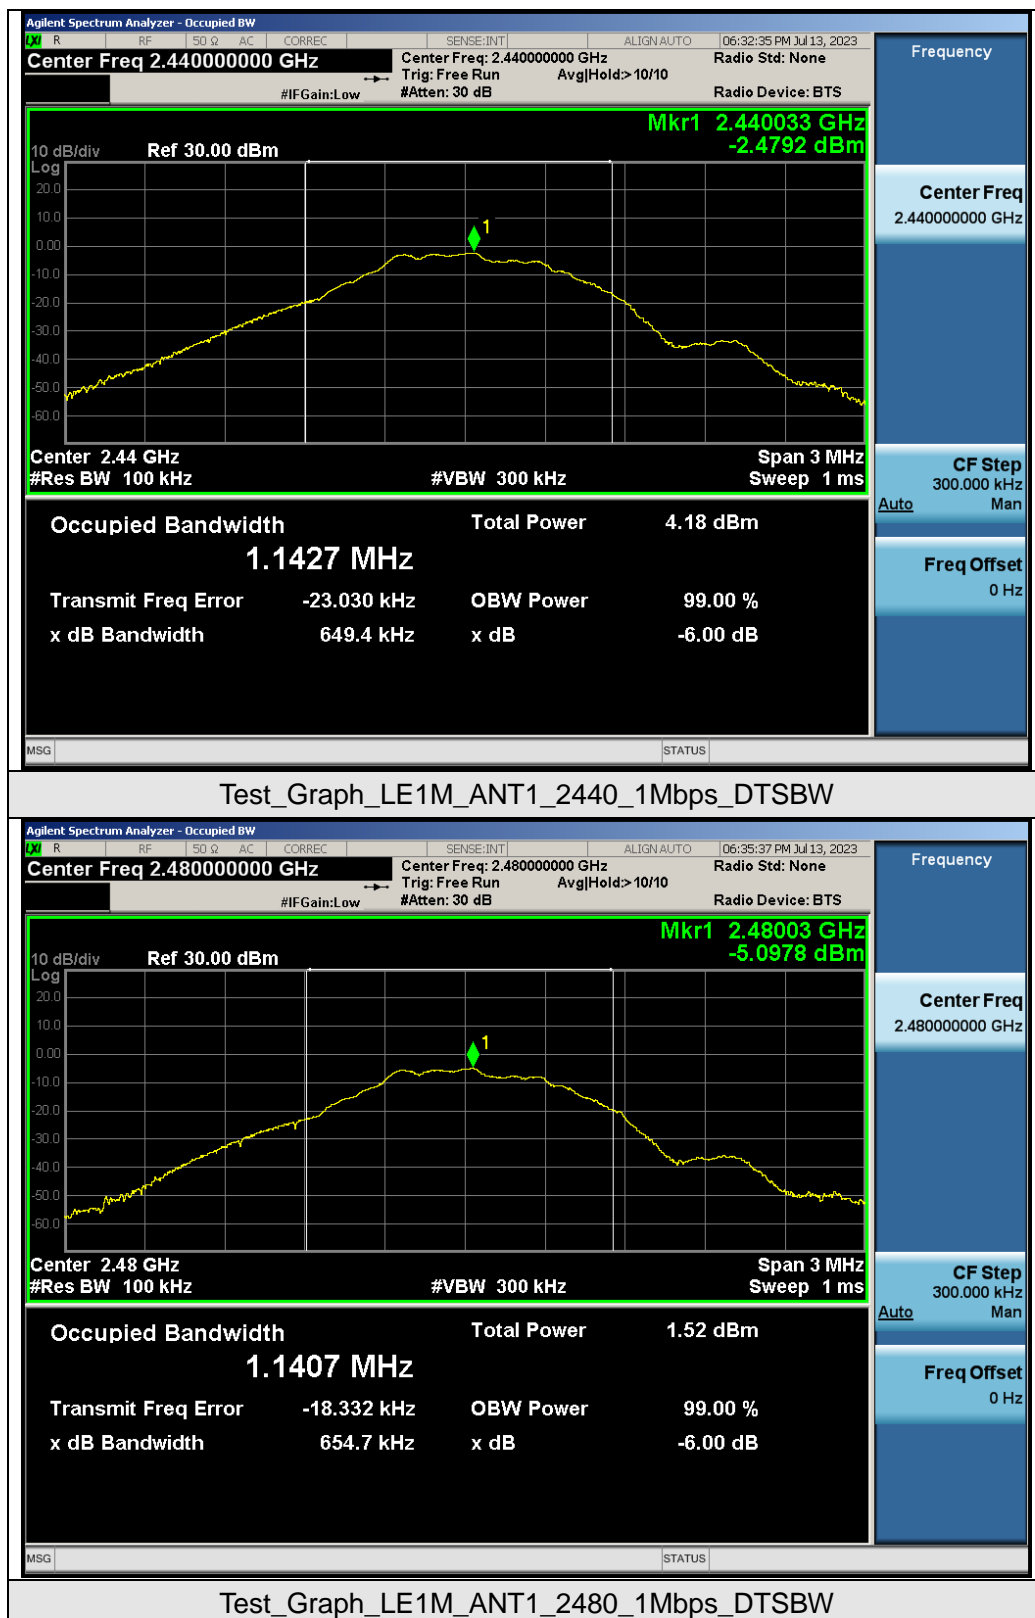 Agilent Spectrum Analyzer - Occupied BW
LXI R RF 50 Ω AC CORREC SENSE:INT ALIGN AUTO 06:32:35 PM Jul 13, 2023
Center Freq 2.440000000 GHz Center Freq: 2.440000000 GHz Radio Std: None Frequency
Trig: Free Run Avg|Hold:> 10/10
#IFGain:Low #Atten: 30 dB Radio Device: BTS
Mkr1 2.440033 GHz
10 dB/div Ref 30.00 dBm -2.4792 dBm
Log
20.0
10.0
0.00
-10.0
-20.0
-30.0
-40.0
-50.0
-60.0
1
Center Freq
2.440000000 GHz
Center 2.44 GHz Span 3 MHz
#Res BW 100 kHz #VBW 300 kHz Sweep 1 ms
CF Step
300.000 kHz
Auto Man
Freq Offset
0 Hz
Occupied Bandwidth Total Power 4.18 dBm
1.1427 MHz
Transmit Freq Error -23.030 kHz OBW Power 99.00 %
x dB Bandwidth 649.4 kHz x dB -6.00 dB
MSG STATUS
Test_Graph_LE1M_ANT1_2440_1Mbps_DTSBW
Agilent Spectrum Analyzer - Occupied BW
LXI R RF 50 Ω AC CORREC SENSE:INT ALIGN AUTO 06:35:37 PM Jul 13, 2023
Center Freq 2.480000000 GHz Center Freq: 2.480000000 GHz Radio Std: None Frequency
Trig: Free Run Avg|Hold:> 10/10
#IFGain:Low #Atten: 30 dB Radio Device: BTS
Mkr1 2.48003 GHz
10 dB/div Ref 30.00 dBm -5.0978 dBm
Log
20.0
10.0
0.00
-10.0
-20.0
-30.0
-40.0
-50.0
-60.0
1
Center Freq
2.480000000 GHz
Center 2.48 GHz Span 3 MHz
#Res BW 100 kHz #VBW 300 kHz Sweep 1 ms
CF Step
300.000 kHz
Auto Man
Freq Offset
0 Hz
Occupied Bandwidth Total Power 1.52 dBm
1.1407 MHz
Transmit Freq Error -18.332 kHz OBW Power 99.00 %
x dB Bandwidth 654.7 kHz x dB -6.00 dB
MSG STATUS
Test_Graph_LE1M_ANT1_2480_1Mbps_DTSBW